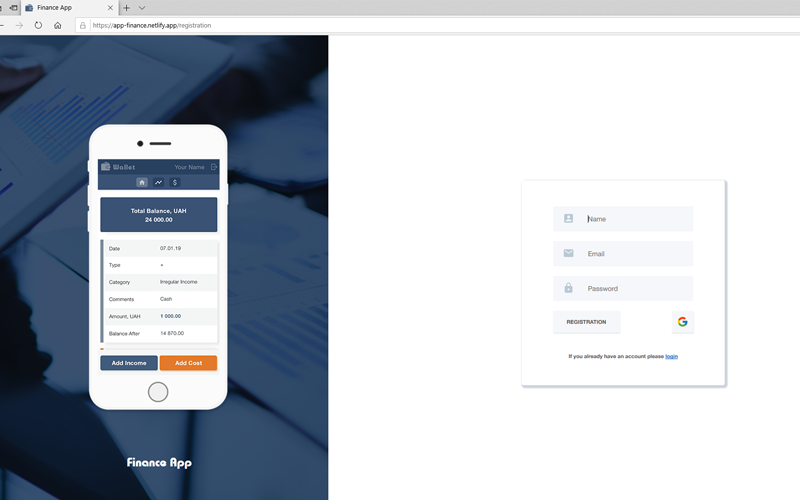 Finance App
https://app-finance.netlify.app/registration
Wallet
Your Name
$
Total Balance, UAH
24 000.00
Date 07.01.19
Type +
Category Irregular Income
Comments Cash
Amount, UAH 1 000.00
Balance After 14 870.00
Add Income
Add Cost
Finance App
Name
Email
Password
REGISTRATION
G
If you already have an account please login